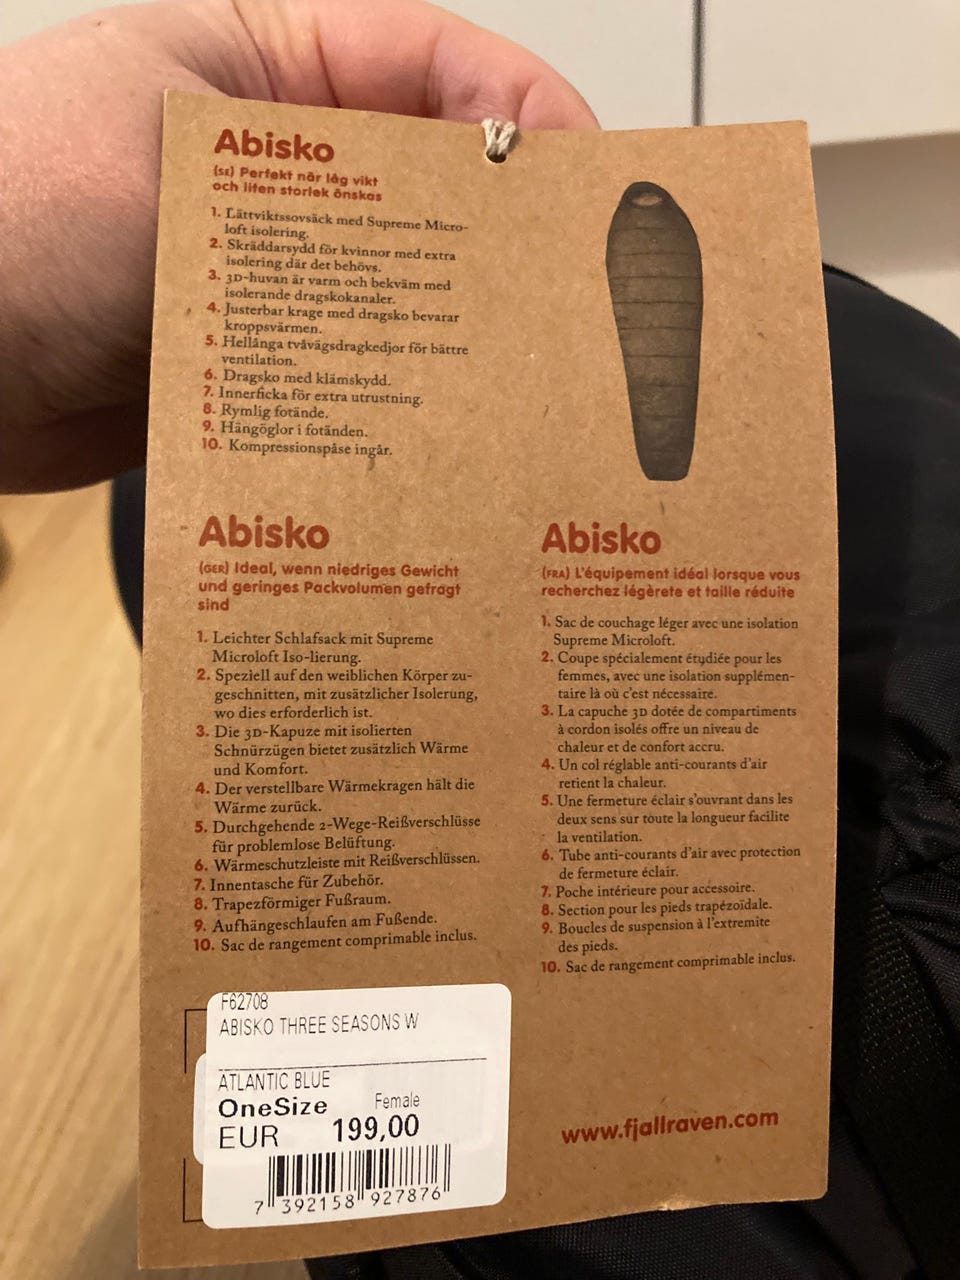 Abisko
(SE) Perfekt när låg vikt
och liten storlek önskas
1. Lättviktssovsäck med Supreme Micro-
loft isolering.
2. Skräddarsydd för kvinnor med extra
isolering där det behövs.
3. 3D-huvan är varm och bekväm med
isolerande dragskokanaler.
4. Justerbar krage med dragsko bevarar
kroppsvärmen.
5. Hellånga tvåvägsdragkedjor för bättre
ventilation.
6. Dragsko med klämskydd.
7. Innerficka för extra utrustning.
8. Rymlig fotände.
9. Hängöglor i fotänden.
10. Kompressionspåse ingår.
Abisko
(GER) Ideal, wenn niedriges Gewicht
und geringes Packvolumen gefragt
sind
1. Leichter Schlafsack mit Supreme
Microloft Iso-lierung.
2. Speziell auf den weiblichen Körper zu-
geschnitten, mit zusätzlicher Isolerung,
wo dies erforderlich ist.
3. Die 3D-Kapuze mit isolierten
Schnürzügen bietet zusätzlich Wärme
und Komfort.
4. Der verstellbare Wärmekragen hält die
Wärme zurück.
5. Durchgehende 2-Wege-Reißverschlüsse
für problemlose Belüftung.
6. Wärmeschutzleiste mit Reißverschlüssen.
7. Innentasche für Zubehör.
8. Trapezförmiger Fußraum.
9. Aufhängeschlaufen am Fußende.
10. Sac de rangement comprimable inclus.
Abisko
(FRA) L'équipement idéal lorsque vous
recherchez légèrete et taille réduite
1. Sac de couchage léger avec une isolation
Supreme Microloft.
2. Coupe spécialement étudiée pour les
femmes, avec une isolation supplémen-
taire là où c'est nécessaire.
3. La capuche 3D dotée de compartiments
à cordon isolés offre un niveau de
chaleur et de confort accru.
4. Un col réglable anti-courants d'air
retient la chaleur.
5. Une fermeture éclair s'ouvrant dans les
deux sens sur toute la longueur facilite
la ventilation.
6. Tube anti-courants d'air avec protection
de fermeture éclair.
7. Poche intérieure pour accessoire.
8. Section pour les pieds trapézoïdale.
9. Boucles de suspension à l'extremite
des pieds.
10. Sac de rangement comprimable inclus.
F62708
ABISKO THREE SEASONS W
ATLANTIC BLUE
OneSize Female
EUR 199,00
7 392158 927876
www.fjallraven.com